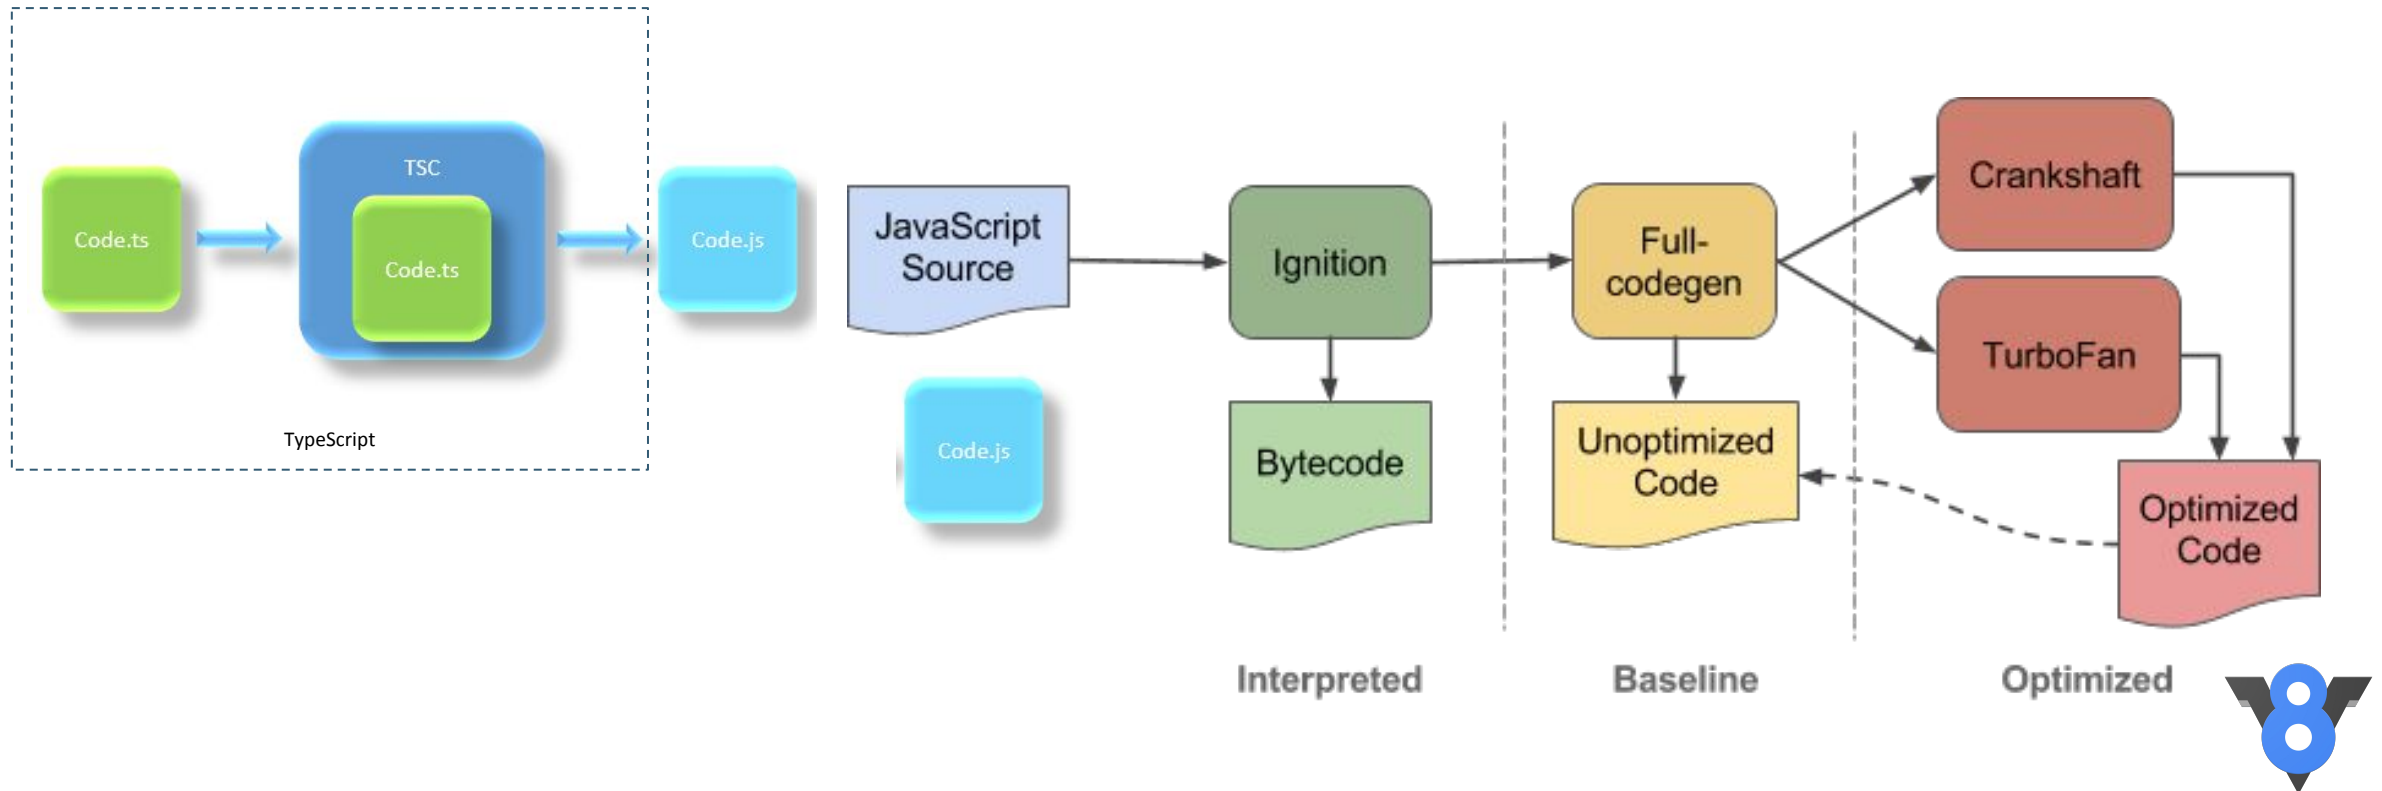 TSC
Code.ts
Code.ts
Code.js
TypeScript
JavaScript
Source
Code.js
Ignition
Bytecode
Full-
codegen
Unoptimized
Code
Crankshaft
TurboFan
Optimized
Code
Interpreted
Baseline
Optimized
V8